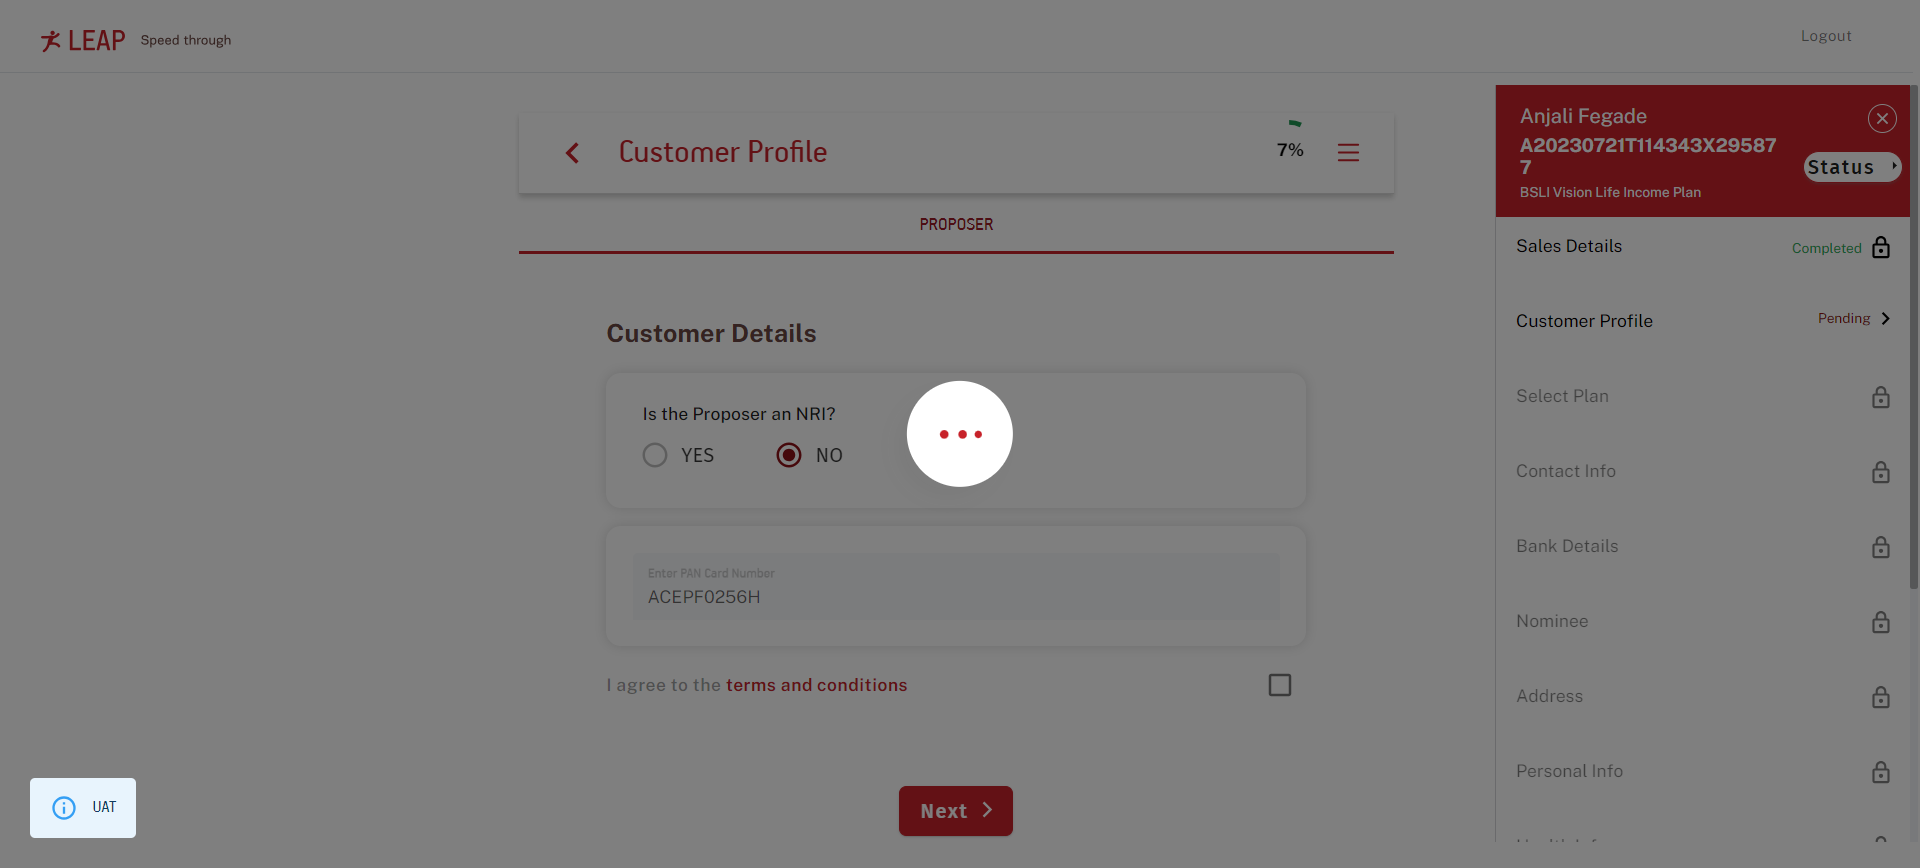 LEAP Speed through
Logout
Customer Profile
7%
PROPOSER
Customer Details
Is the Proposer an NRI?
YES NO
Enter PAN Card Number
ACEPF0256H
I agree to the terms and conditions
Next
UAT
Anjali Fegade
A20230721T114343X29587
7
BSLI Vision Life Income Plan
Status
Sales Details Completed
Customer Profile Pending
Select Plan
Contact Info
Bank Details
Nominee
Address
Personal Info